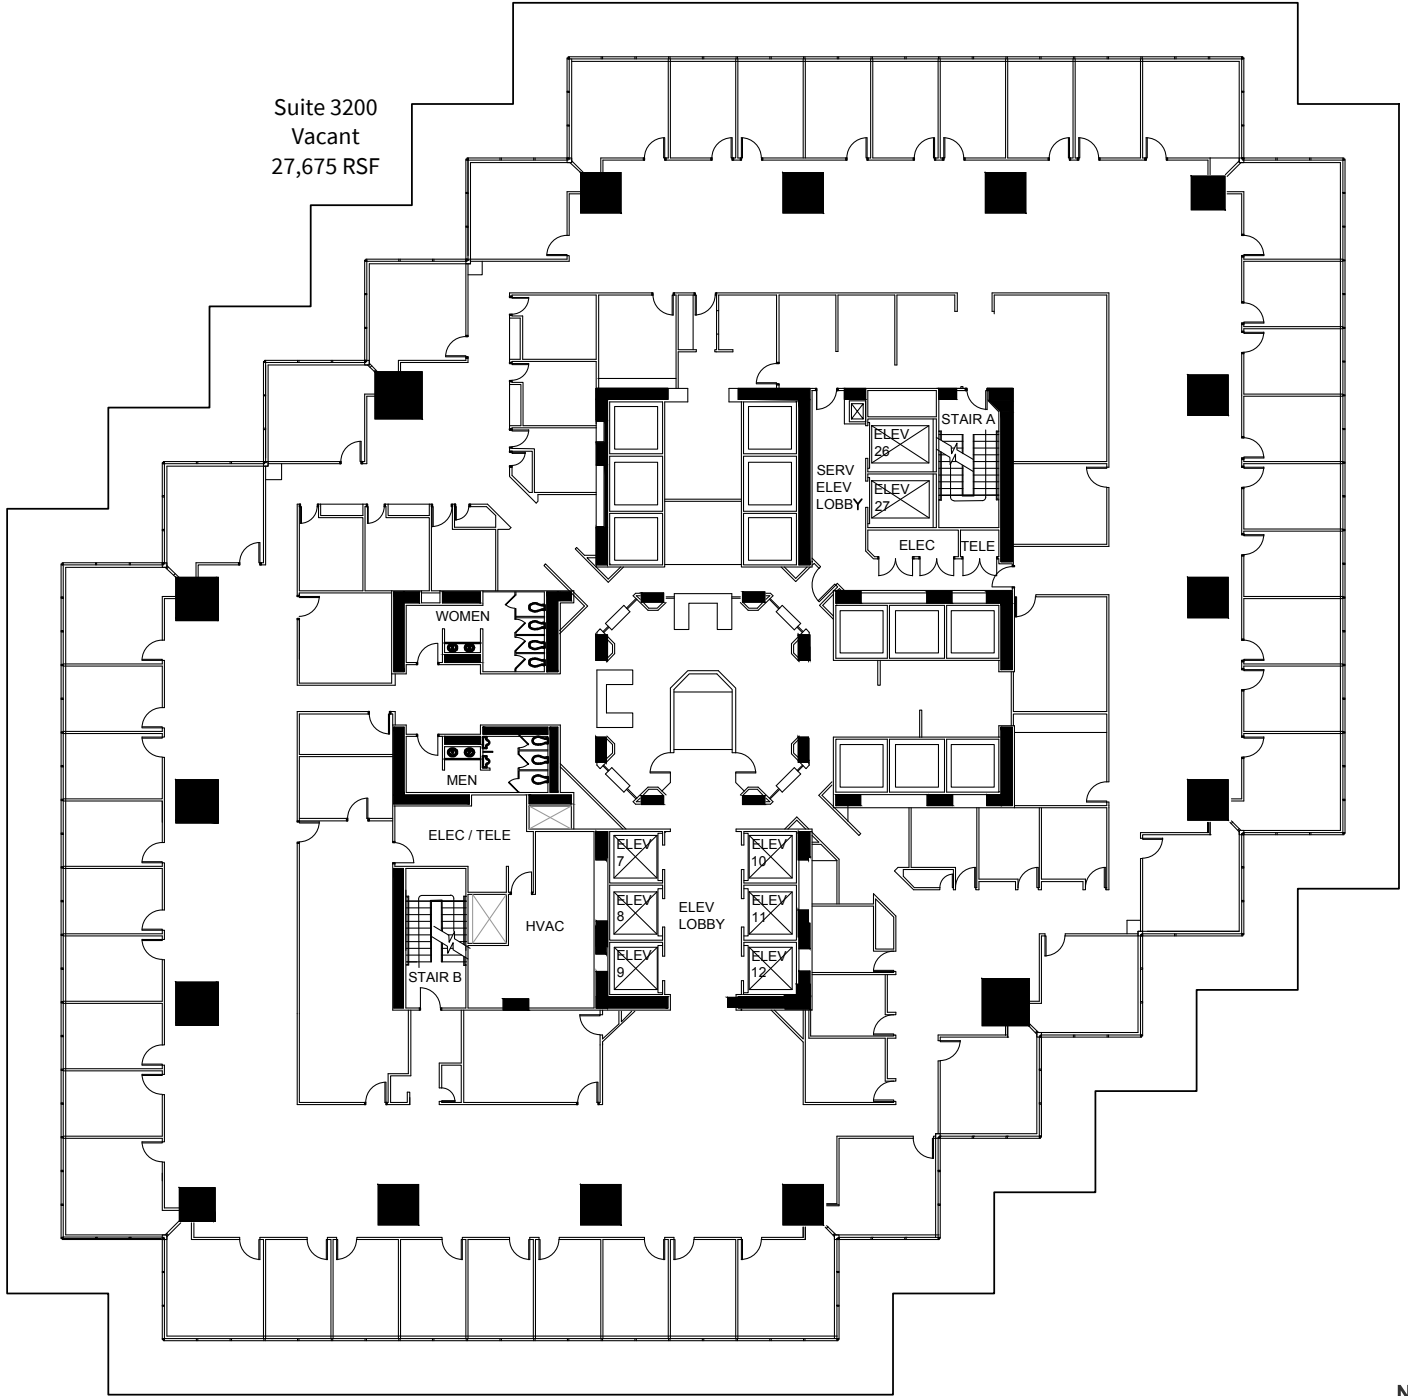 Suite 3200
Vacant
27,675 RSF
STAIR A
ELEV
26
SERV
ELEV
LOBBY
ELEV
27
ELEC
TELE
WOMEN
MEN
ELEC / TELE
ELEV
7
ELEV
10
ELEV
8
ELEV
11
ELEV
LOBBY
HVAC
ELEV
9
ELEV
12
STAIR B
N